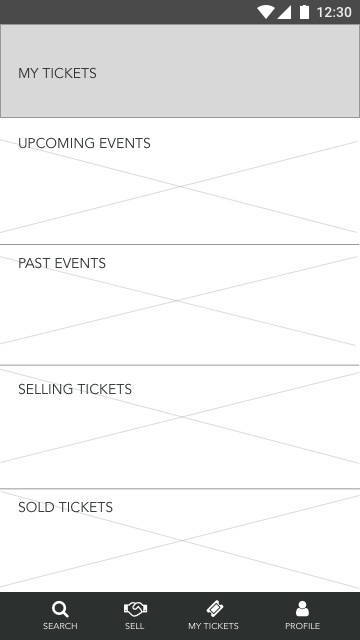 12:30
MY TICKETS
UPCOMING EVENTS
PAST EVENTS
SELLING TICKETS
SOLD TICKETS
SEARCH SELL MY TICKETS PROFILE